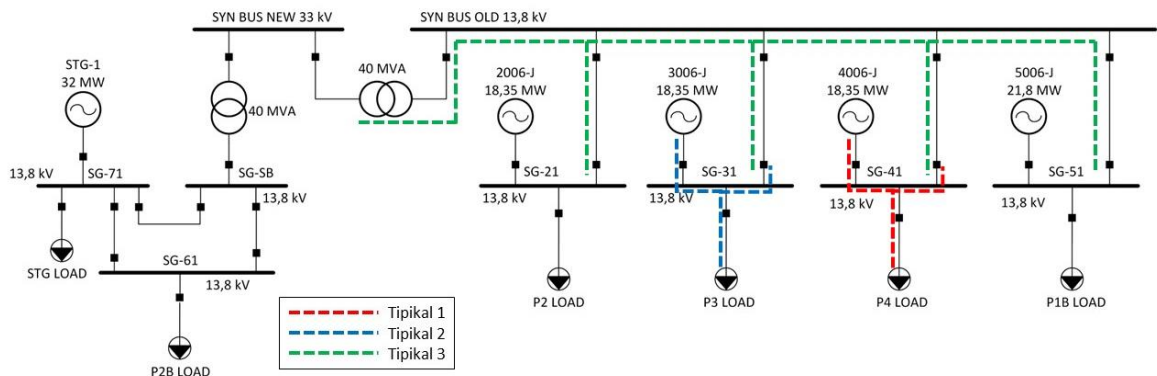 SYN BUS NEW 33 kV
SYN BUS OLD 13,8 kV
STG-1
32 MW
40 MVA
40 MVA
2006-J
18,35 MW
3006-J
18,35 MW
4006-J
18,35 MW
5006-J
21,8 MW
13,8 kV
SG-71
SG-SB
13,8 kV
SG-21
13,8 kV
SG-31
13,8 kV
SG-41
13,8 kV
SG-51
13,8 kV
STG LOAD
SG-61
13,8 kV
P2 LOAD
P3 LOAD
P4 LOAD
P1B LOAD
Tipikal 1
Tipikal 2
Tipikal 3
P2B LOAD